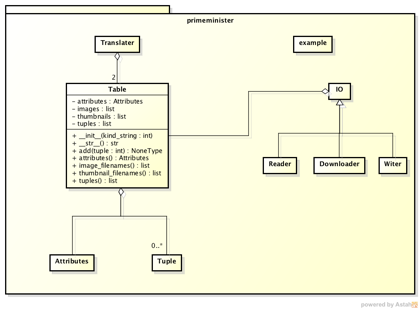 primeminister
Translater
example
2
Table
- attributes : Attributes
- images : list
- thumbnails : list
- tuples : list
+ __init__(kind_string : int)
+ __str__() : str
+ add(tuple : int) : NoneType
+ attributes() : Attributes
+ image_filenames() : list
+ thumbnail_filenames() : list
+ tuples() : list
IO
Reader
Downloader
Witer
0..*
Attributes
Tuple
powered by Astah